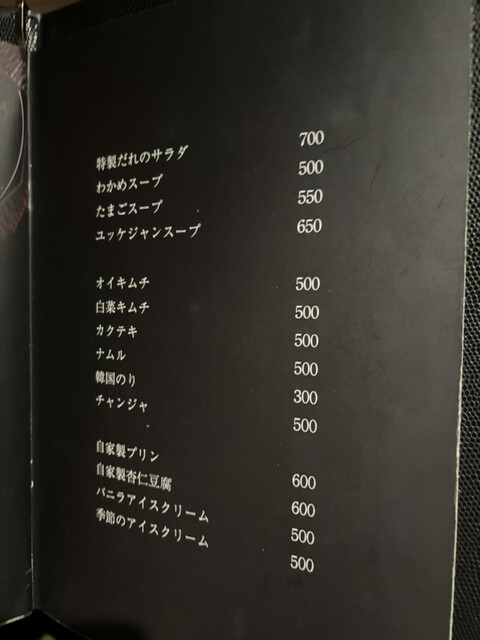 特製だれのサラダ 700
わかめスープ 500
たまごスープ 550
ユッケジャンスープ 650
オイキムチ 500
白菜キムチ 500
カクテキ 500
ナムル 500
韓国のり 300
チャンジャ 500
自家製プリン 600
自家製杏仁豆腐 600
バニラアイスクリーム 500
季節のアイスクリーム 500